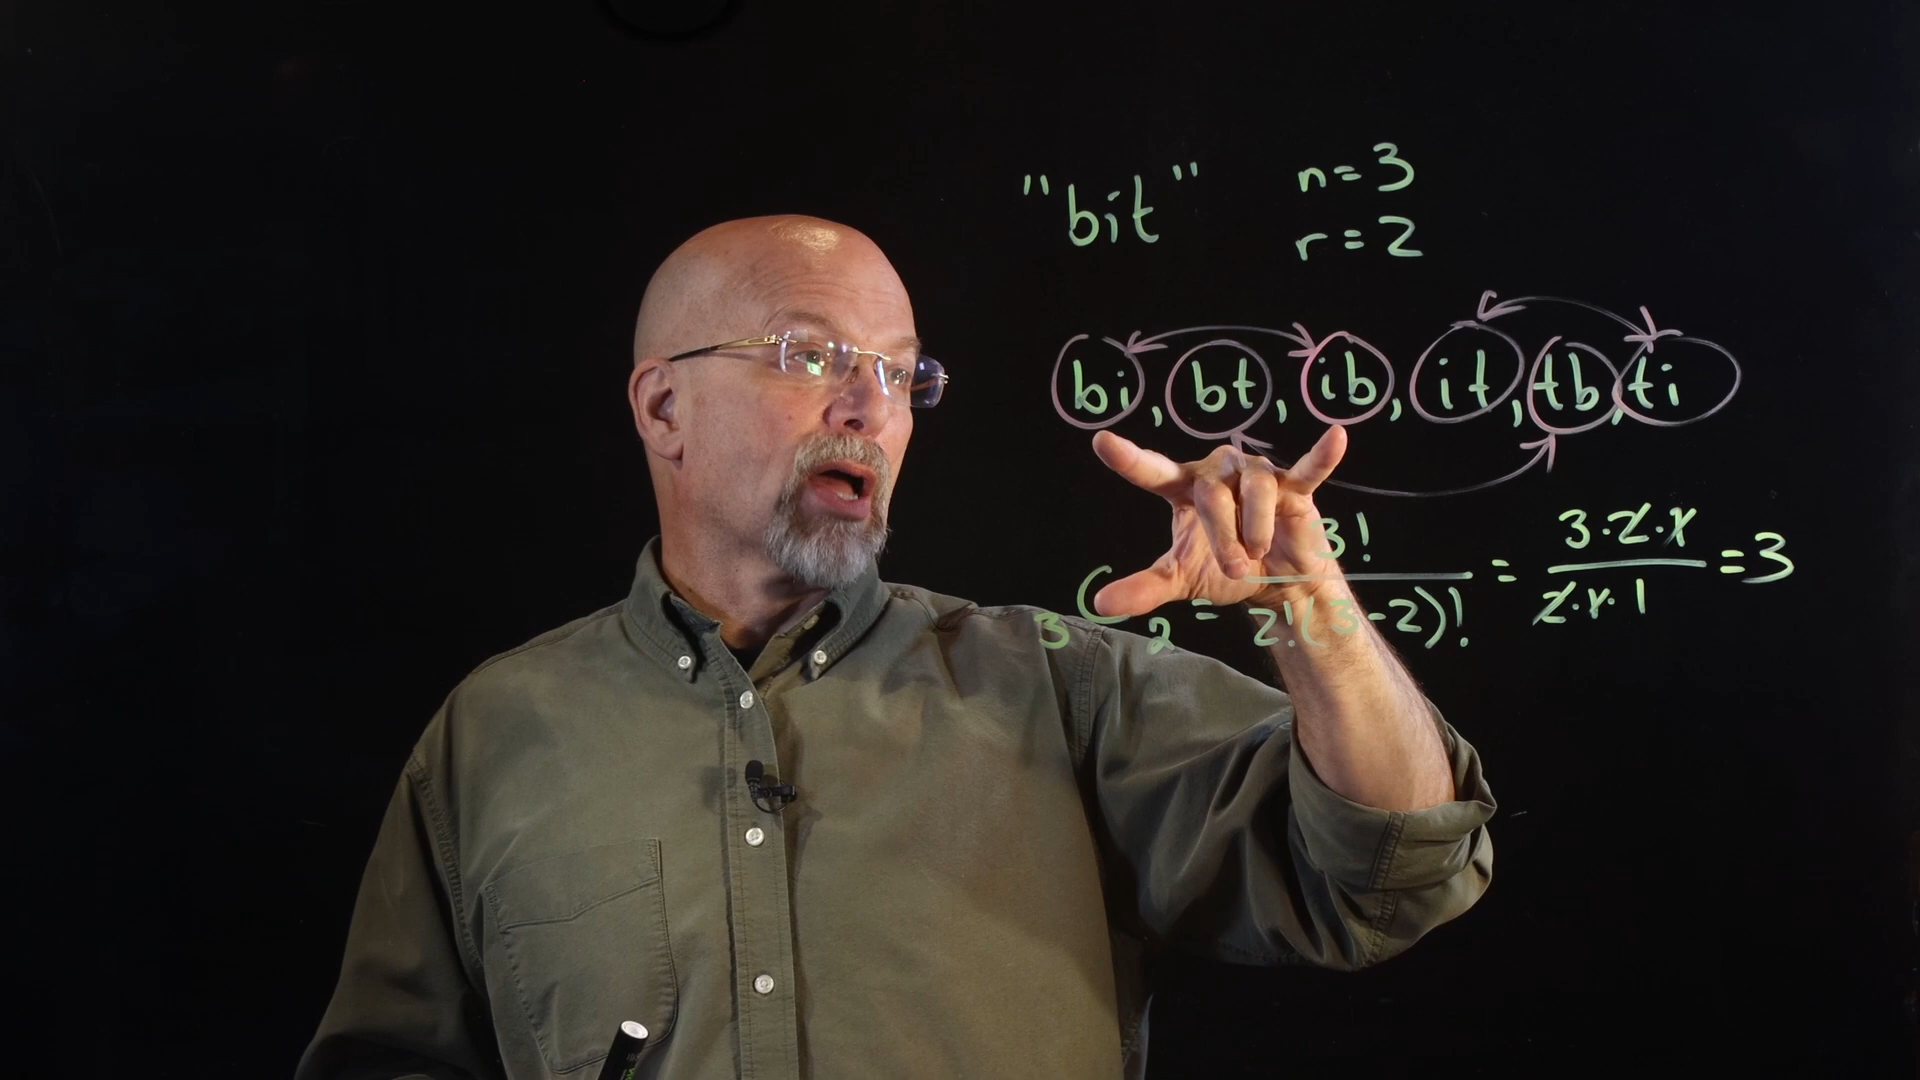 "bit" n=3
r=2
bi, bt, ib, it, tb, ti
3C2 = 3!/2!(3-2)! = 3·2·1/2·1·1 = 3